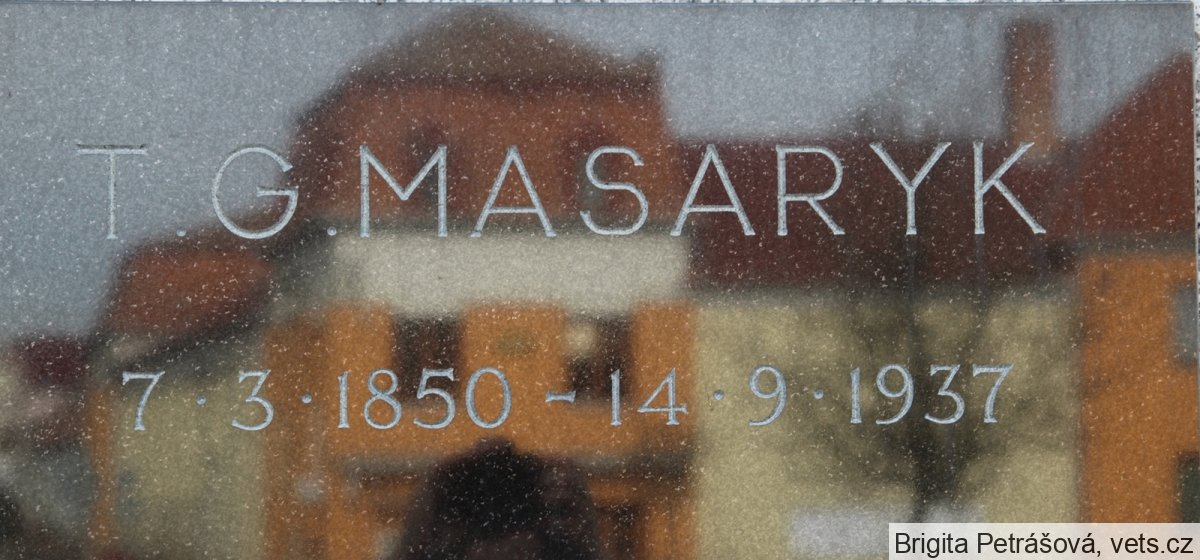 T.G.MASARYK
7·3·1850-14·9·1937
Brigita Petrášová, vets.cz